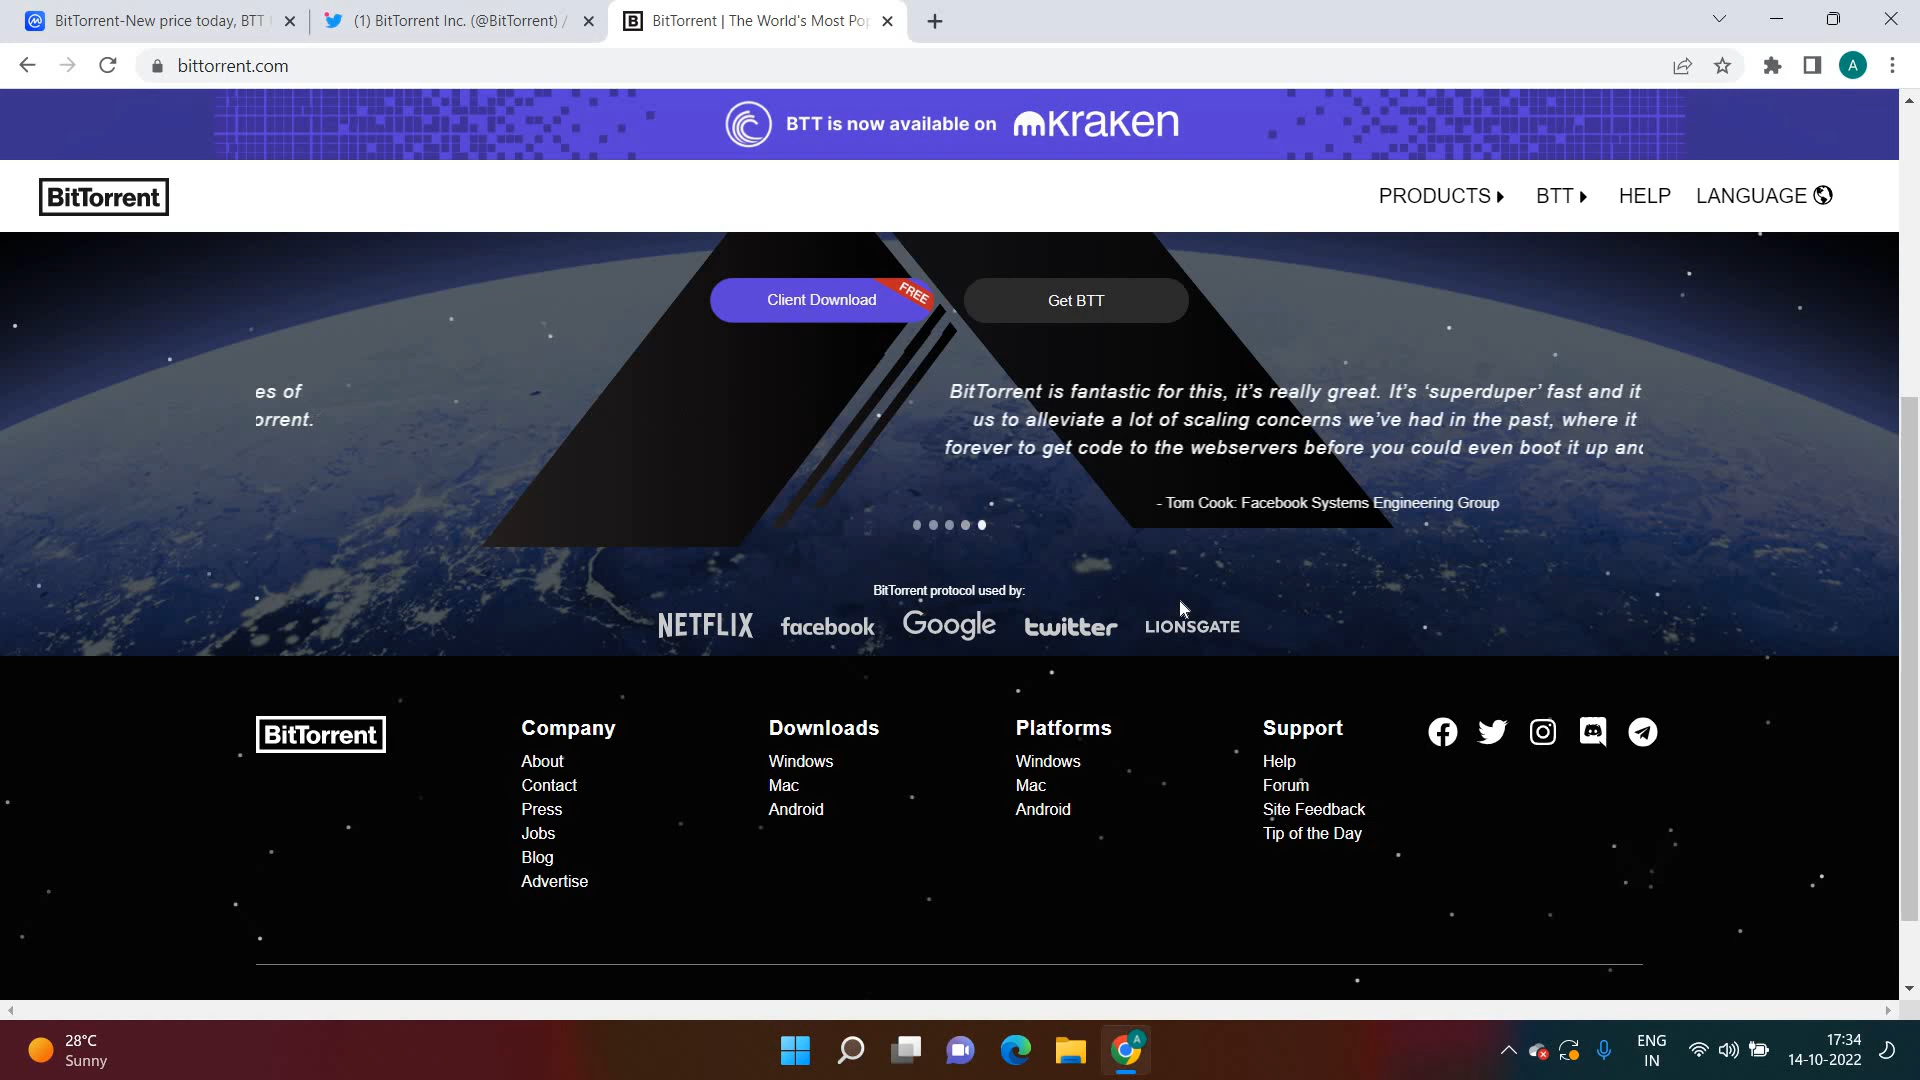 BitTorrent-New price today, BTT
(1) BitTorrent Inc. (@BitTorrent) /
BitTorrent | The World's Most Pop
bittorrent.com
A
BTT is now available on mKraKen
BitTorrent
PRODUCTS
BTT
HELP
LANGUAGE
Client Download
FREE
Get BTT
es of
orrent.
BitTorrent is fantastic for this, it's really great. It's ‘superduper’ fast and it
us to alleviate a lot of scaling concerns we've had in the past, where it
forever to get code to the webservers before you could even boot it up and
- Tom Cook: Facebook Systems Engineering Group
BitTorrent protocol used by:
NETFLIX facebook Google twitter LIONSGATE
BitTorrent
Company
About
Contact
Press
Jobs
Blog
Advertise
Downloads
Windows
Mac
Android
Platforms
Windows
Mac
Android
Support
Help
Forum
Site Feedback
Tip of the Day
28°C
Sunny
A
ENG
IN
17:34
14-10-2022